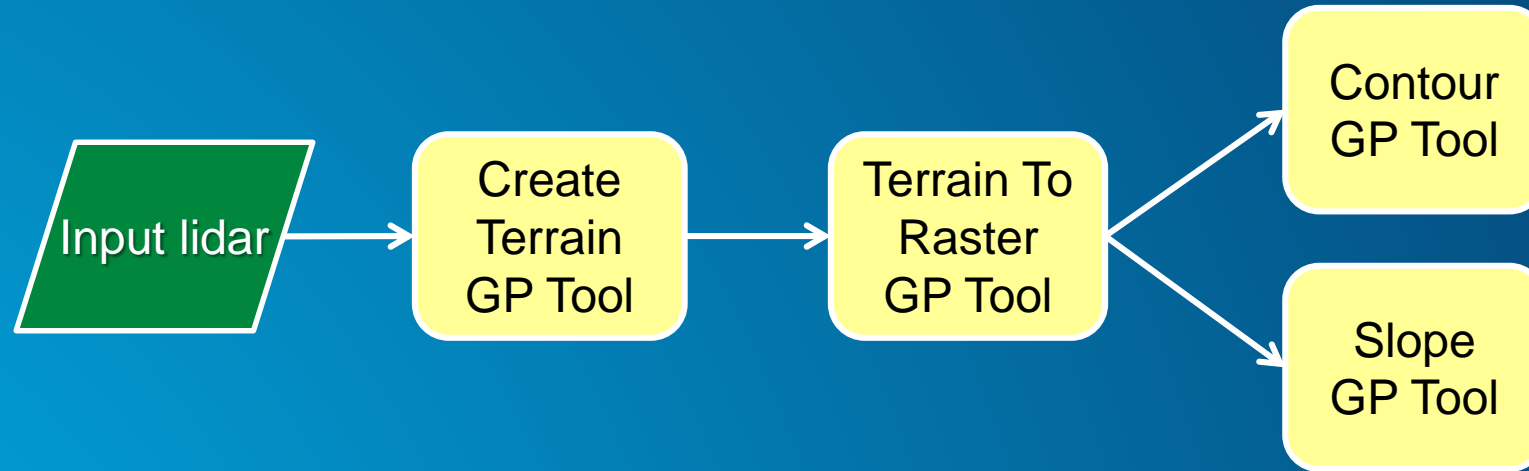 Input lidar
Create
Terrain
GP Tool
Terrain To
Raster
GP Tool
Contour
GP Tool
Slope
GP Tool